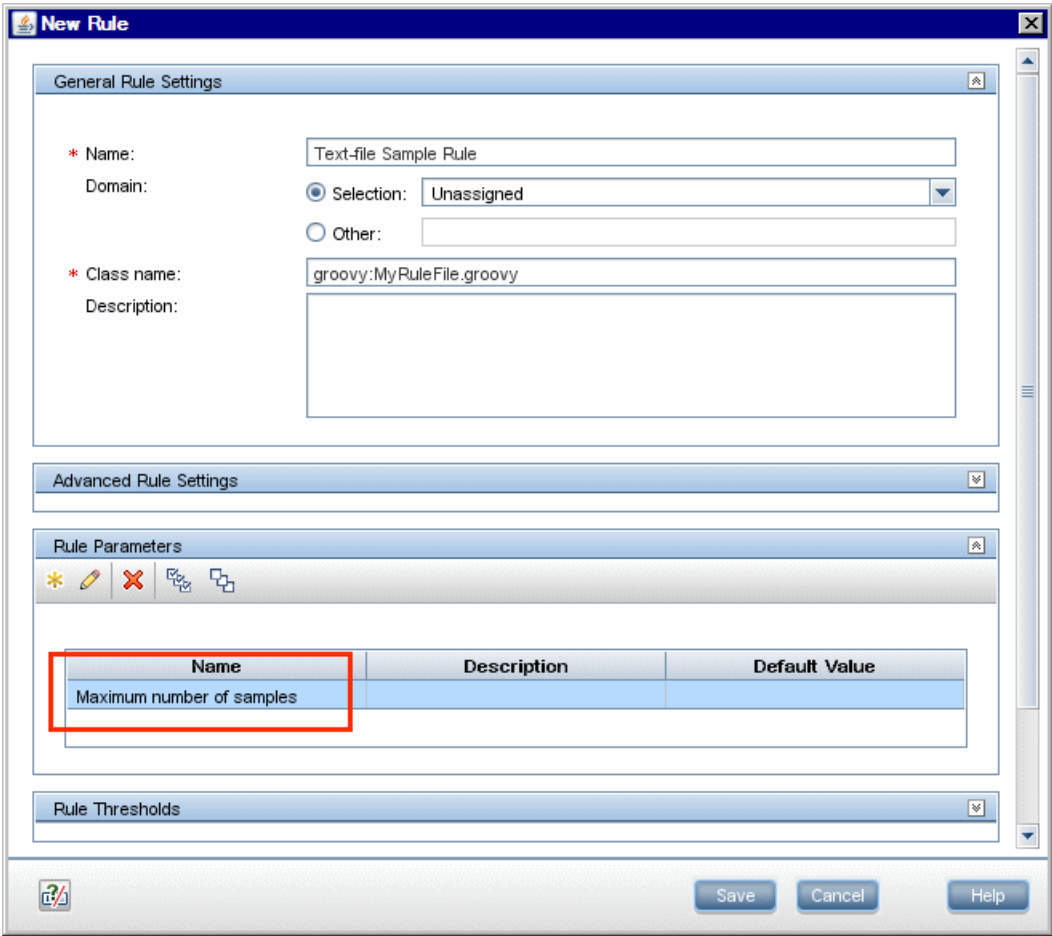 New Rule
General Rule Settings
* Name: Text-file Sample Rule
Domain: Selection: Unassigned
Other:
* Class name: groovy:MyRuleFile.groovy
Description:
Advanced Rule Settings
Rule Parameters
Name Description Default Value
Maximum number of samples
Rule Thresholds
Save Cancel Help